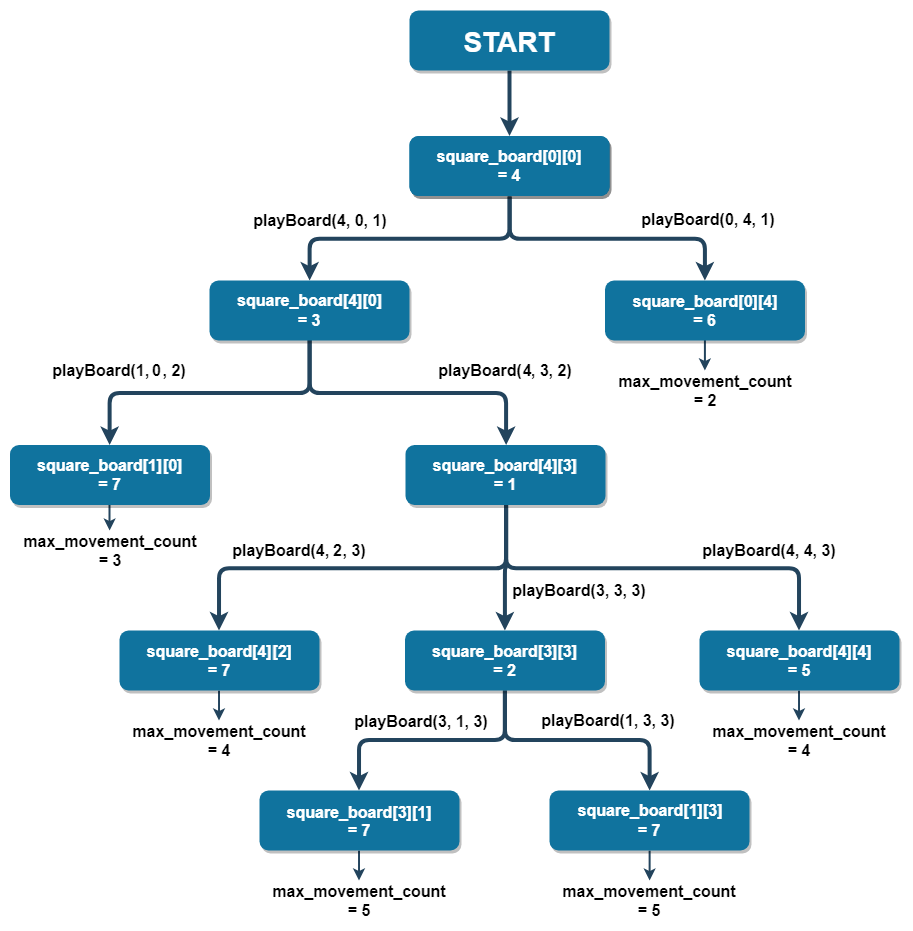 START
square_board[0][0]
= 4
playBoard(4, 0, 1)
playBoard(0, 4, 1)
square_board[4][0]
= 3
square_board[0][4]
= 6
playBoard(1, 0, 2)
playBoard(4, 3, 2)
max_movement_count
= 2
square_board[1][0]
= 7
square_board[4][3]
= 1
max_movement_count
= 3
playBoard(4, 2, 3)
playBoard(4, 4, 3)
playBoard(3, 3, 3)
square_board[4][2]
= 7
square_board[3][3]
= 2
square_board[4][4]
= 5
max_movement_count
= 4
playBoard(3, 1, 3)
playBoard(1, 3, 3)
max_movement_count
= 4
square_board[3][1]
= 7
square_board[1][3]
= 7
max_movement_count
= 5
max_movement_count
= 5